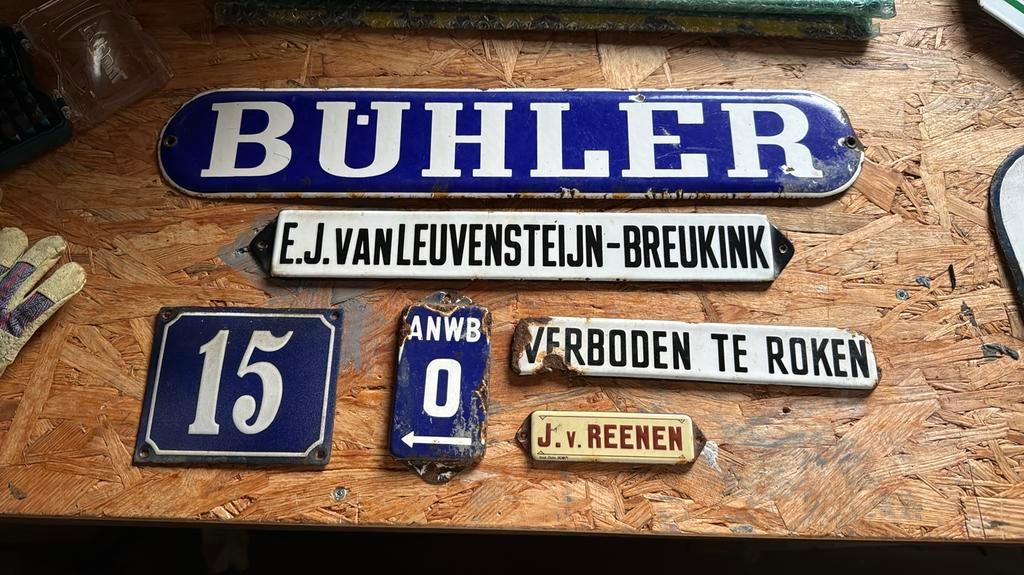 BÜHLER
E.J. VAN LEUVENSTEIJN-BREUKINK
15
ANWB
0
VERBODEN TE ROKEN
J. v. REENEN